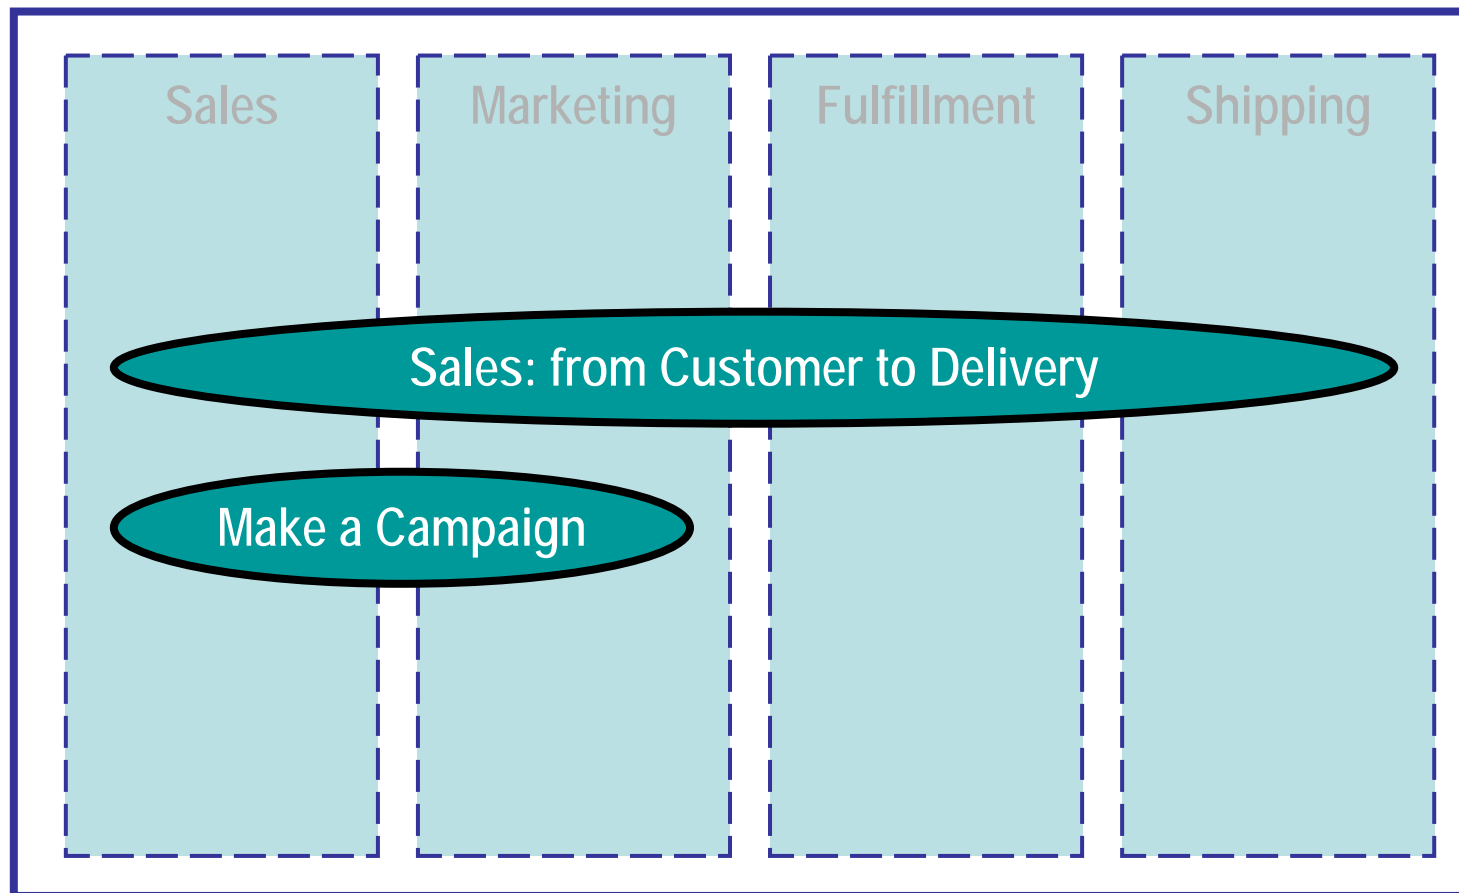 Sales
Marketing
Fulfillment
Shipping
Sales: from Customer to Delivery
Make a Campaign